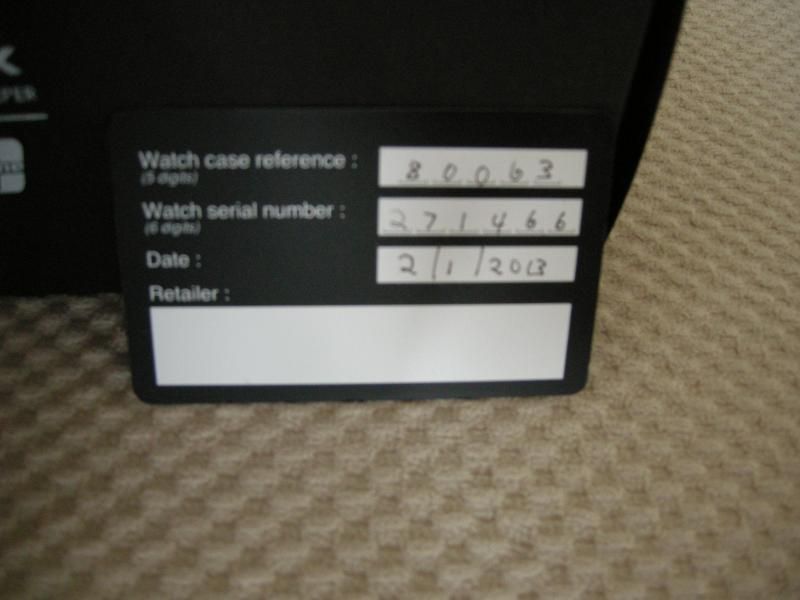 Watch case reference : 80063
(5 digits)
Watch serial number : 271466
(6 digits)
Date : 2/1/2013
Retailer :